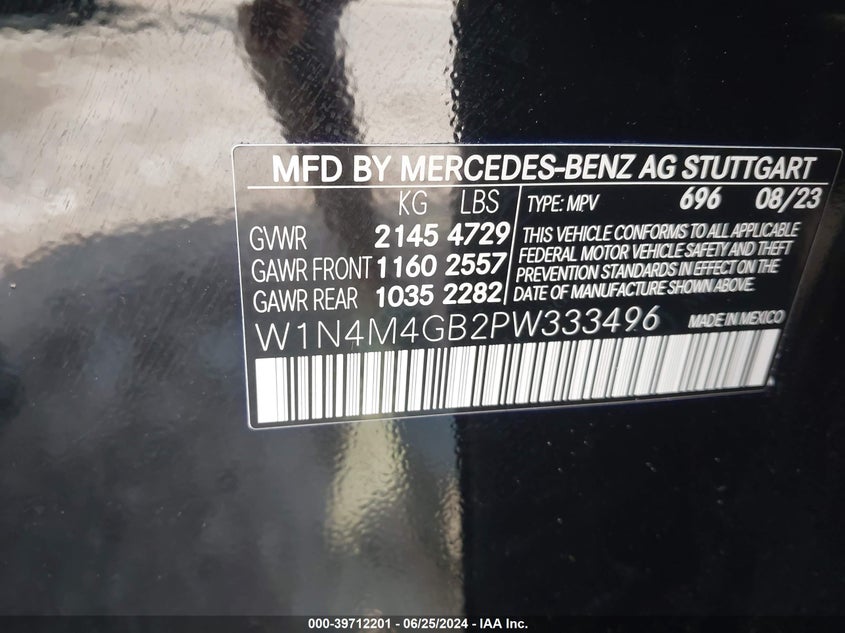 MFD BY MERCEDES-BENZ AG STUTTGART
KG LBS
GVWR 2145 4729
GAWR FRONT 1160 2557
GAWR REAR 1035 2282
TYPE: MPV 696 08/23
THIS VEHICLE CONFORMS TO ALL APPLICABLE
FEDERAL MOTOR VEHICLE SAFETY AND THEFT
PREVENTION STANDARDS IN EFFECT ON THE
DATE OF MANUFACTURE SHOWN ABOVE.
W1N4M4GB2PW333496 MADE IN MEXICO
000-39712201 - 06/25/2024 - IAA Inc.